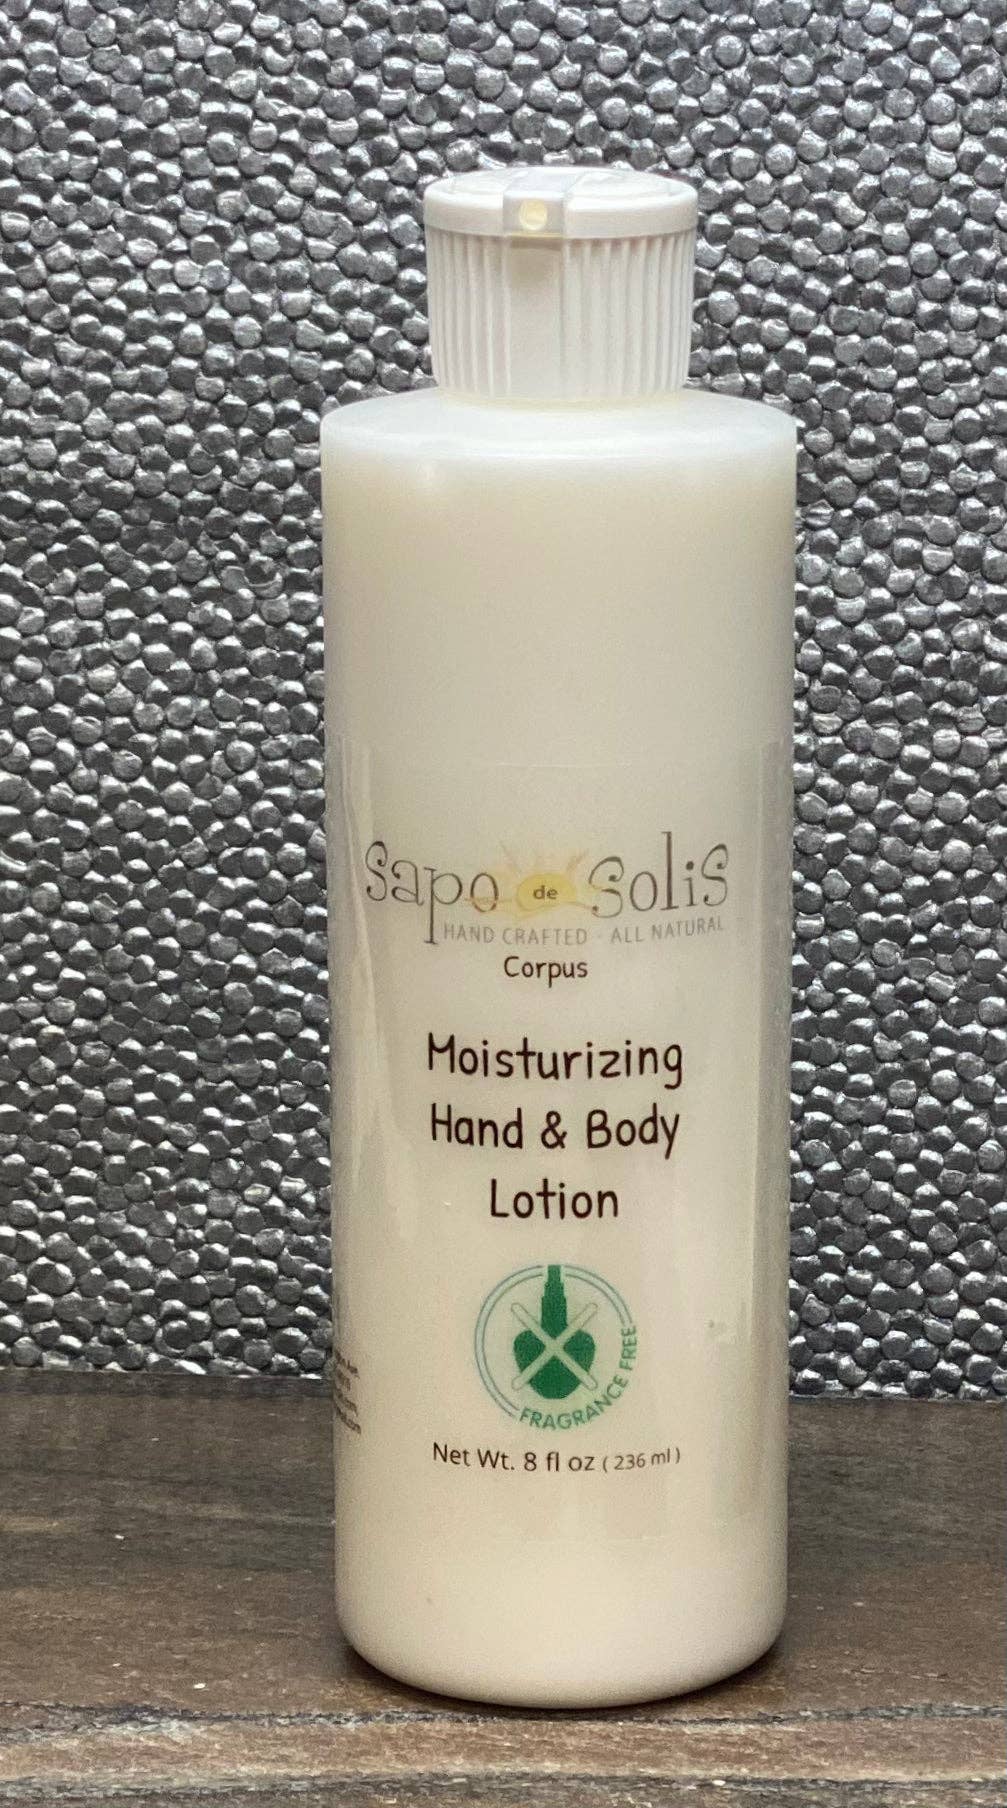 sapo de solis
HAND CRAFTED · ALL NATURAL
Corpus
Moisturizing
Hand & Body
Lotion
FRAGRANCE FREE
Net Wt. 8 fl oz ( 236 ml )